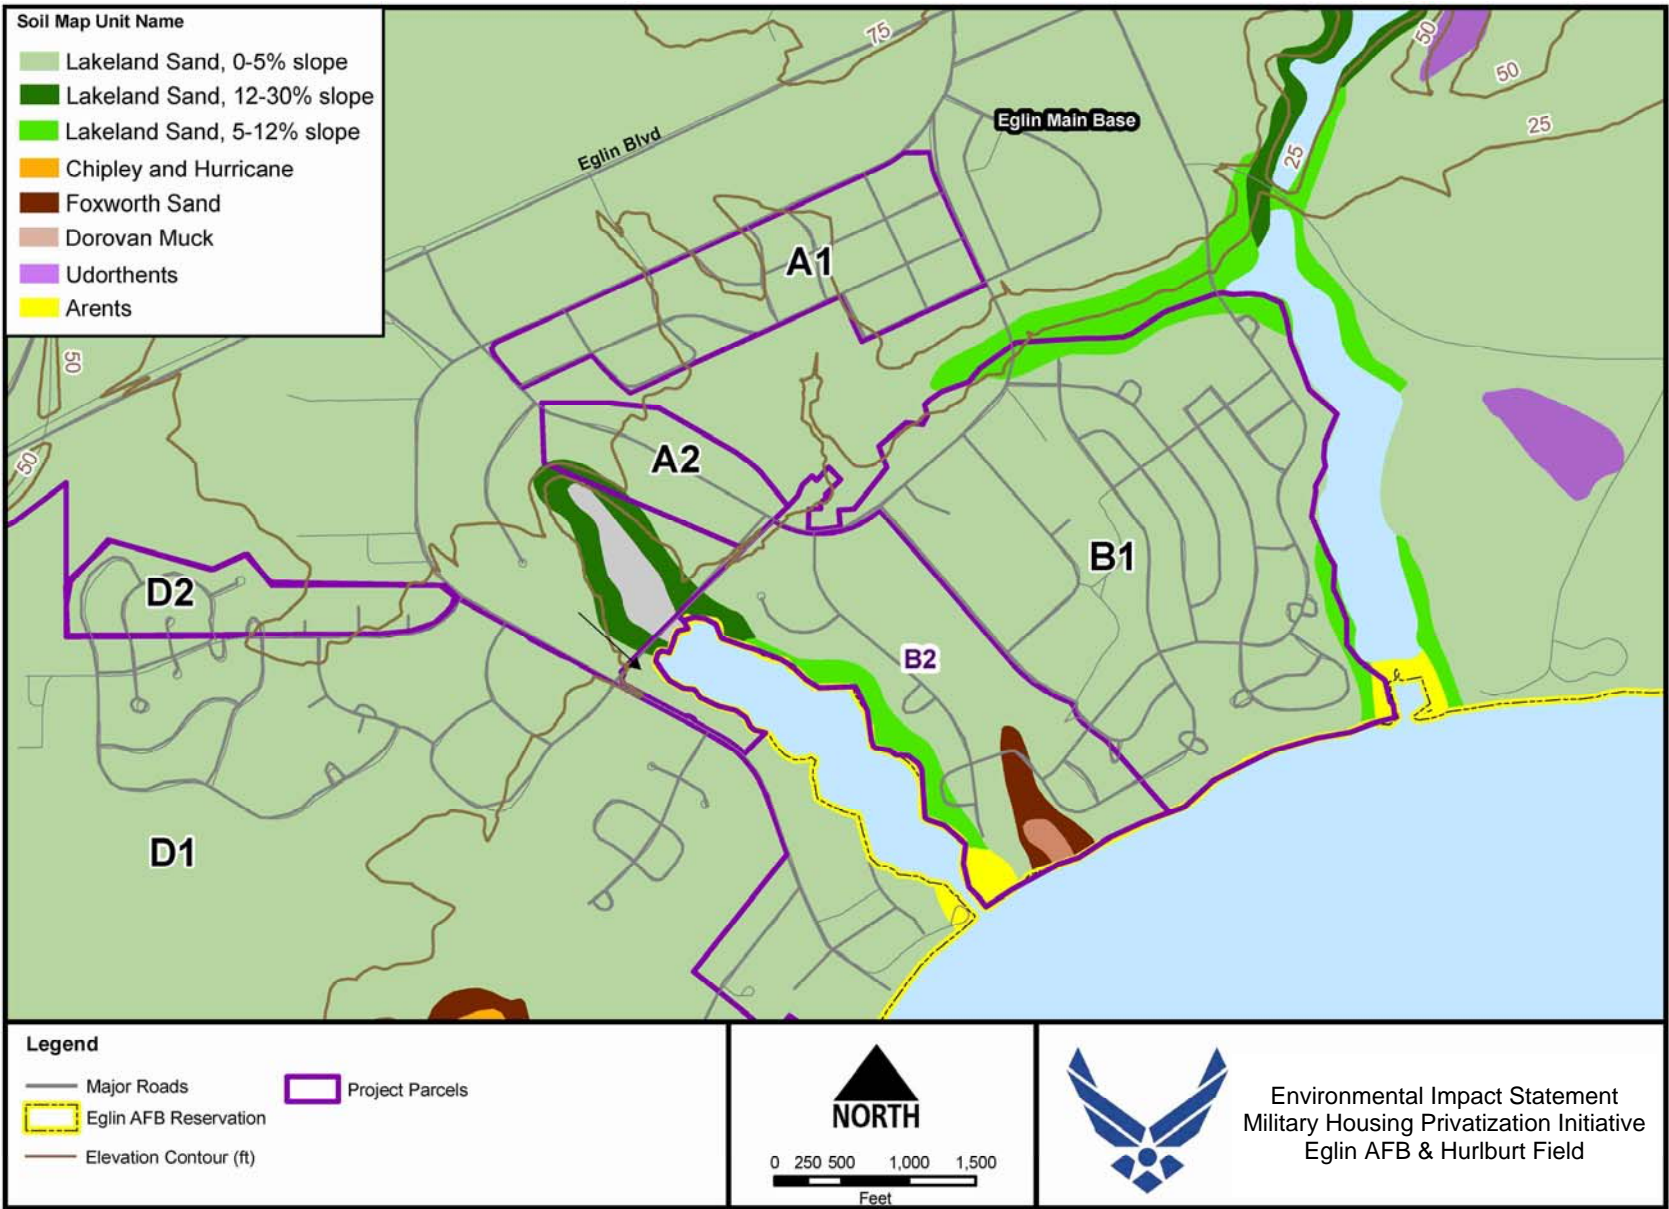 Soil Map Unit Name
Lakeland Sand, 0-5% slope
Lakeland Sand, 12-30% slope
Lakeland Sand, 5-12% slope
Chipley and Hurricane
Foxworth Sand
Dorovan Muck
Udorthents
Arents
75
50
50
25
25
Eglin Main Base
Eglin Blvd
A1
50
50
A2
B1
D2
B2
D1
Legend
Major Roads
Project Parcels
Eglin AFB Reservation
Elevation Contour (ft)
NORTH
0 250 500 1,000 1,500
Feet
Environmental Impact Statement
Military Housing Privatization Initiative
Eglin AFB & Hurlburt Field